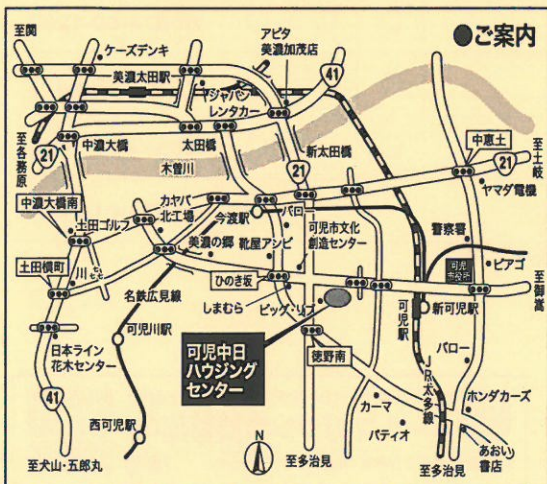 ●ご案内
至関
ケーズデンキ
美濃太田駅
アピタ
美濃加茂店
41
ジャパン
レンタカー
至各務原
21
中濃大橋
太田橋
木曽川
21
新太田橋
中恵土
21
至土岐
ヤマダ電機
中濃大橋南
土田ゴルフ
カヤバ
北工場
今渡駅
バロー
可児市文化
創造センター
警察署
ピアゴ
可児
市役所
土田横町
美濃の郷
靴屋アンビ
ひのき坂
しまむら
ビッグ・リブ
至御嵩
名鉄広見線
可児川駅
可児駅
新可児駅
日本ライン
花木センター
可児中日
ハウジング
センター
徳野南
JR太多線
バロー
ホンダカーズ
カーマ
パティオ
41
西可児駅
N
あおい
書店
至犬山・五郎丸
至多治見
至多治見